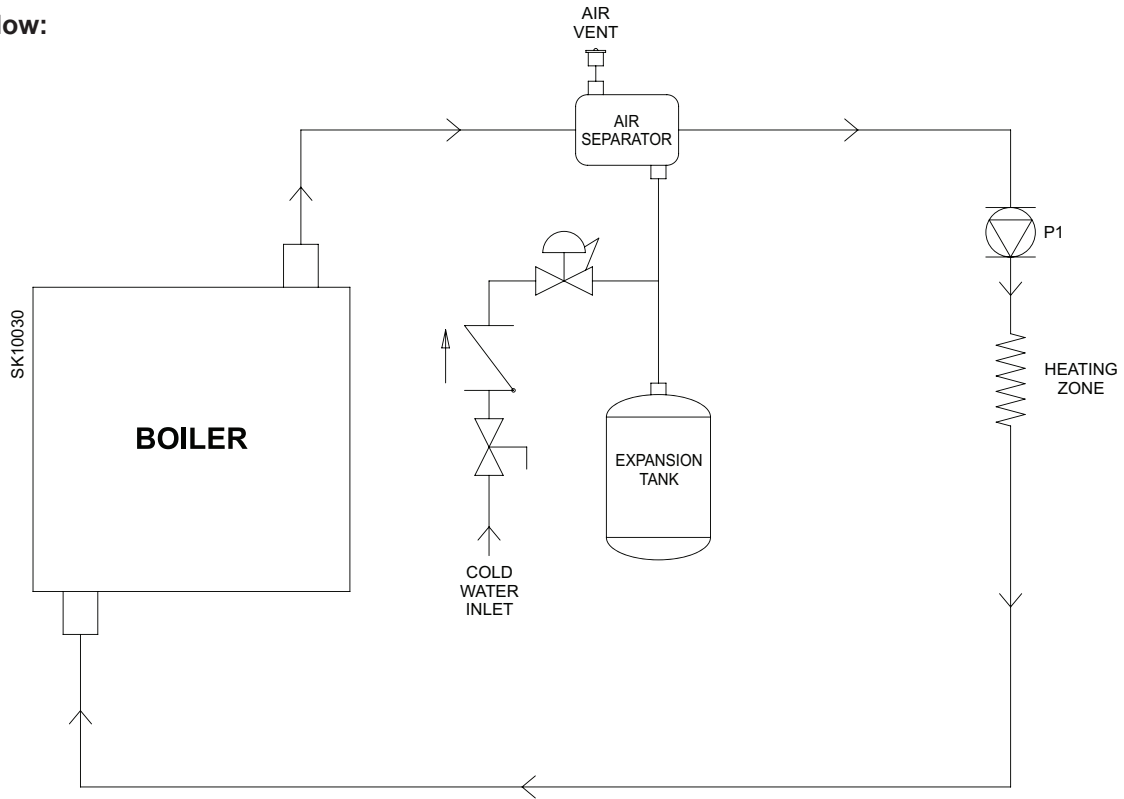 low:
AIR
VENT
AIR
SEPARATOR
P1
SK10030
HEATING
ZONE
BOILER
EXPANSION
TANK
COLD
WATER
INLET